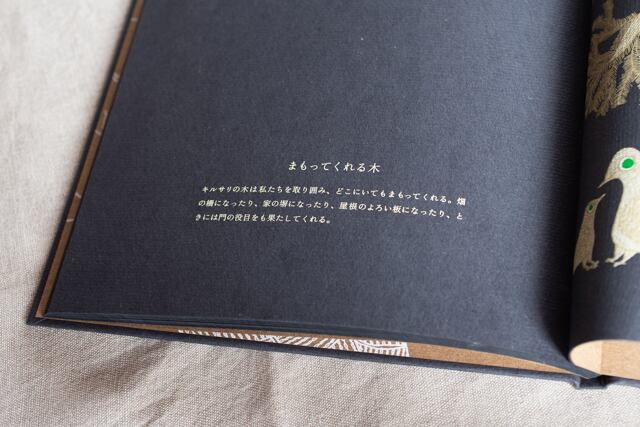 まもってくれる木
キルサリの木は私たちを取り囲み、どこにいてもまもってくれる。畑
の柵になったり、家の塀になったり、屋根のよろい板になったり、と
きには門の役目をも果たしてくれる。